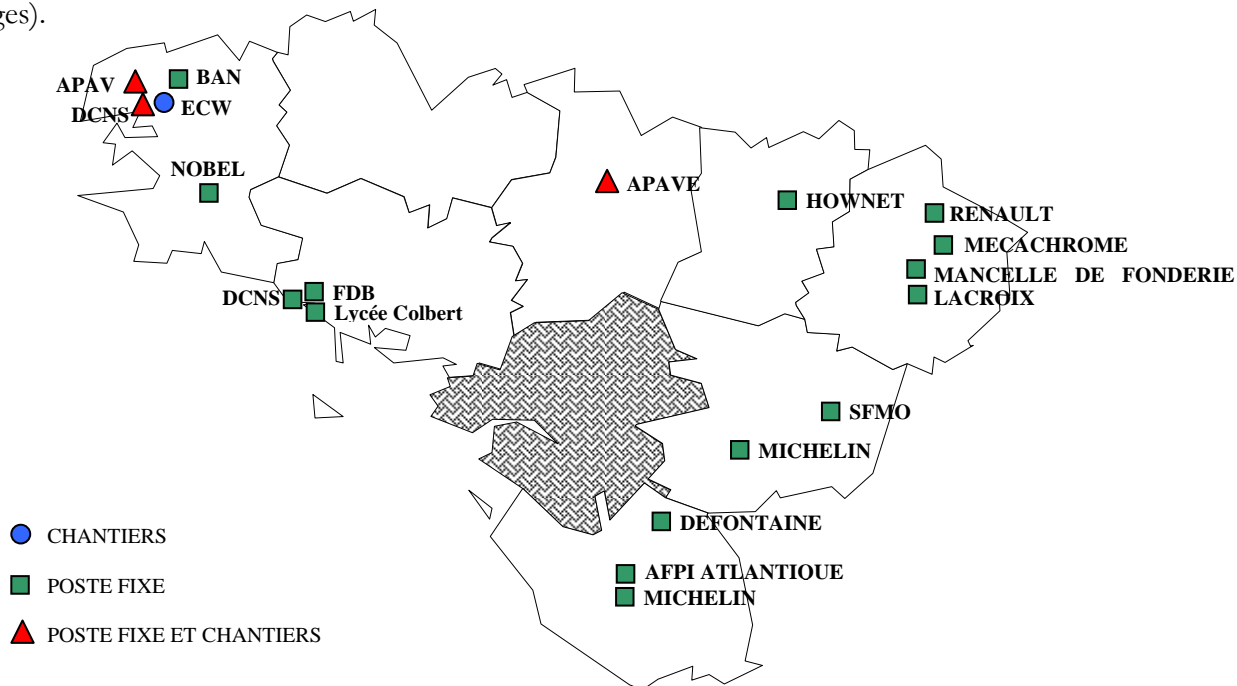 ges).
APAV
BAN
DCNS
ECW
NOBEL
APAVE
HOWNET
RENAULT
MECACHROME
MANCELLE DE FONDERIE
LACROIX
DCNS
FDB
Lycée Colbert
SFMO
MICHELIN
DEFONTAINE
AFPI ATLANTIQUE
MICHELIN
CHANTIERS
POSTE FIXE
POSTE FIXE ET CHANTIERS